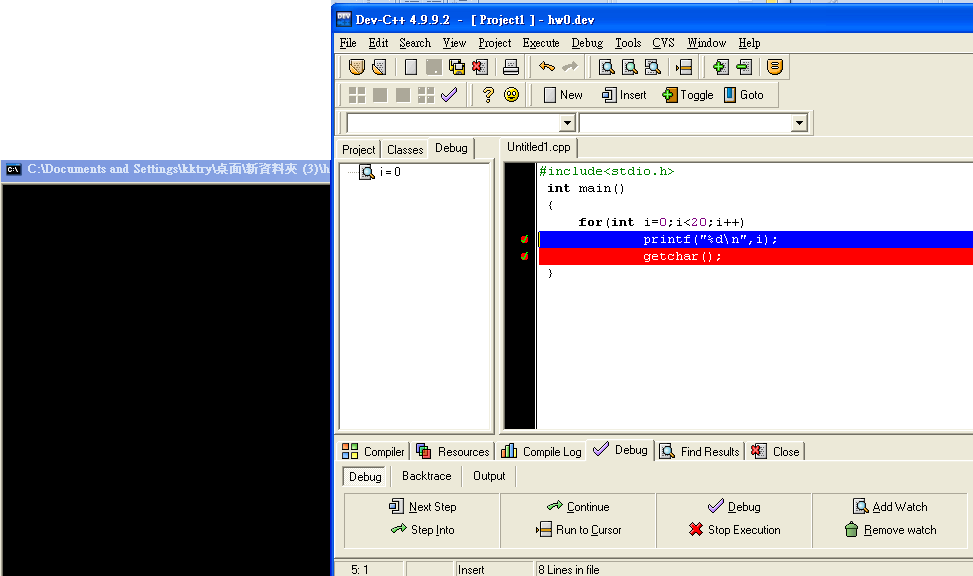 Dev-C++ 4.9.9.2 - [ Project1 ] - hw0.dev
File Edit Search View Project Execute Debug Tools CVS Window Help
New Insert Toggle Goto
Project Classes Debug
Untitled1.cpp
C:\Documents and Settings\kktry\桌面\新資料夾 (3)\h
i = 0
#include<stdio.h>
int main()
{
for(int i=0;i<20;i++)
printf("%d\n",i);
getchar();
}
Compiler Resources Compile Log Debug Find Results Close
Debug Backtrace Output
Next Step Continue Debug Add Watch
Step Into Run to Cursor Stop Execution Remove watch
5: 1 Insert 8 Lines in file